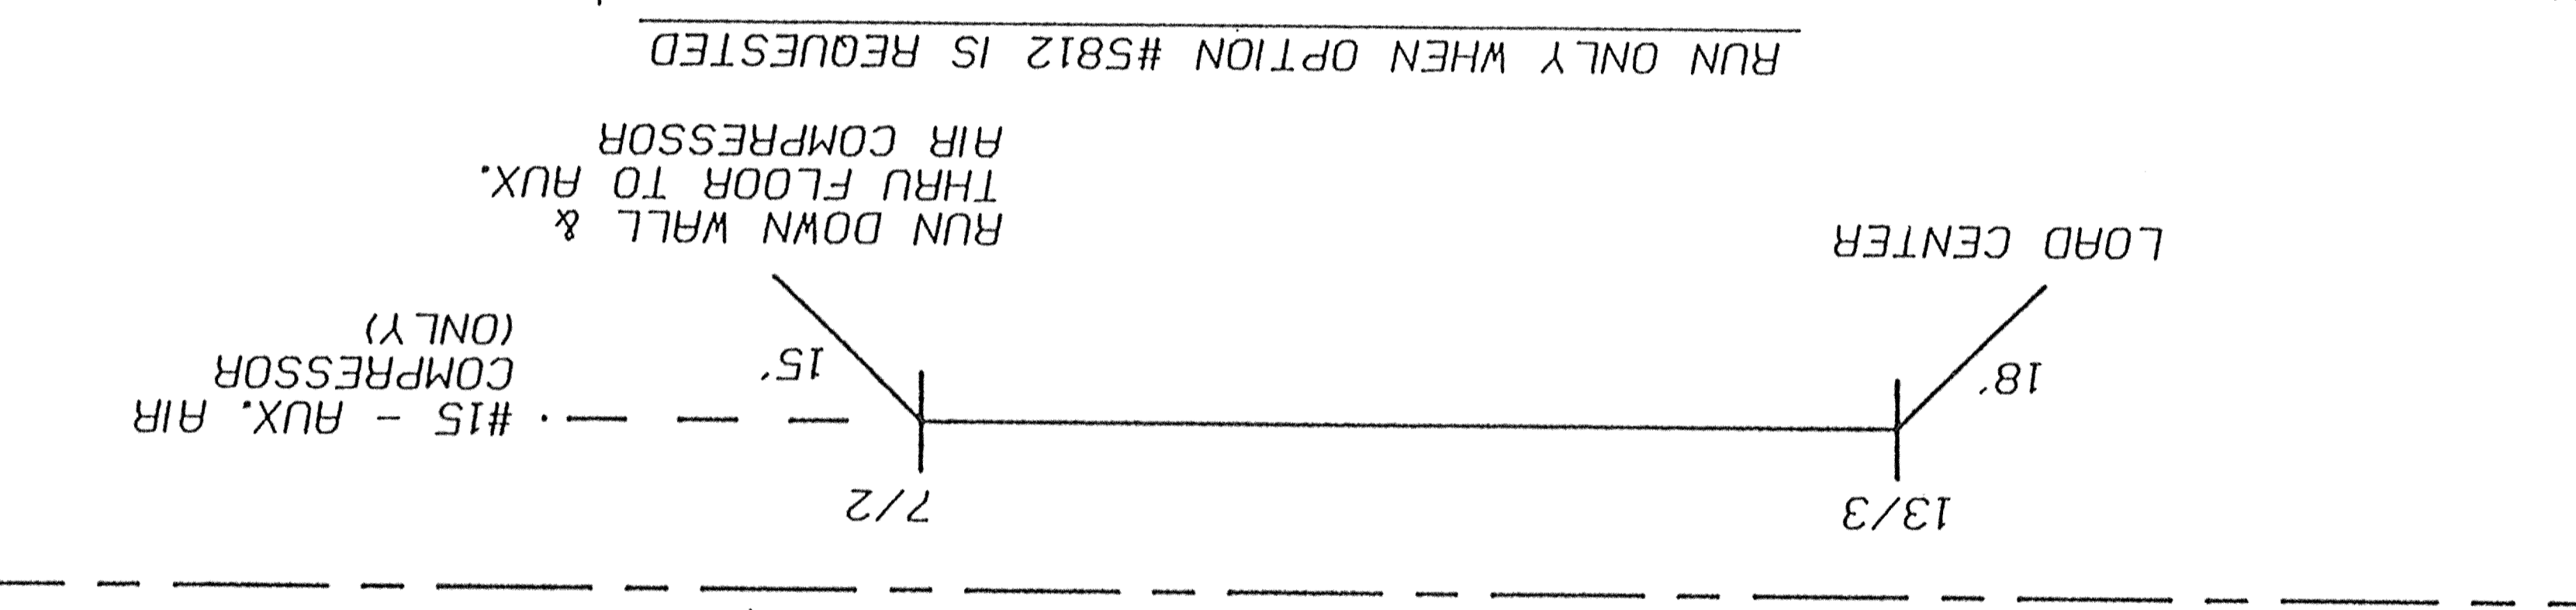 13/3
7/2
18'
15'
#15 - AUX. AIR
COMPRESSOR
(ONLY)
LOAD CENTER
RUN DOWN WALL &
THRU FLOOR TO AUX.
AIR COMPRESSOR
RUN ONLY WHEN OPTION #5812 IS REQUESTED